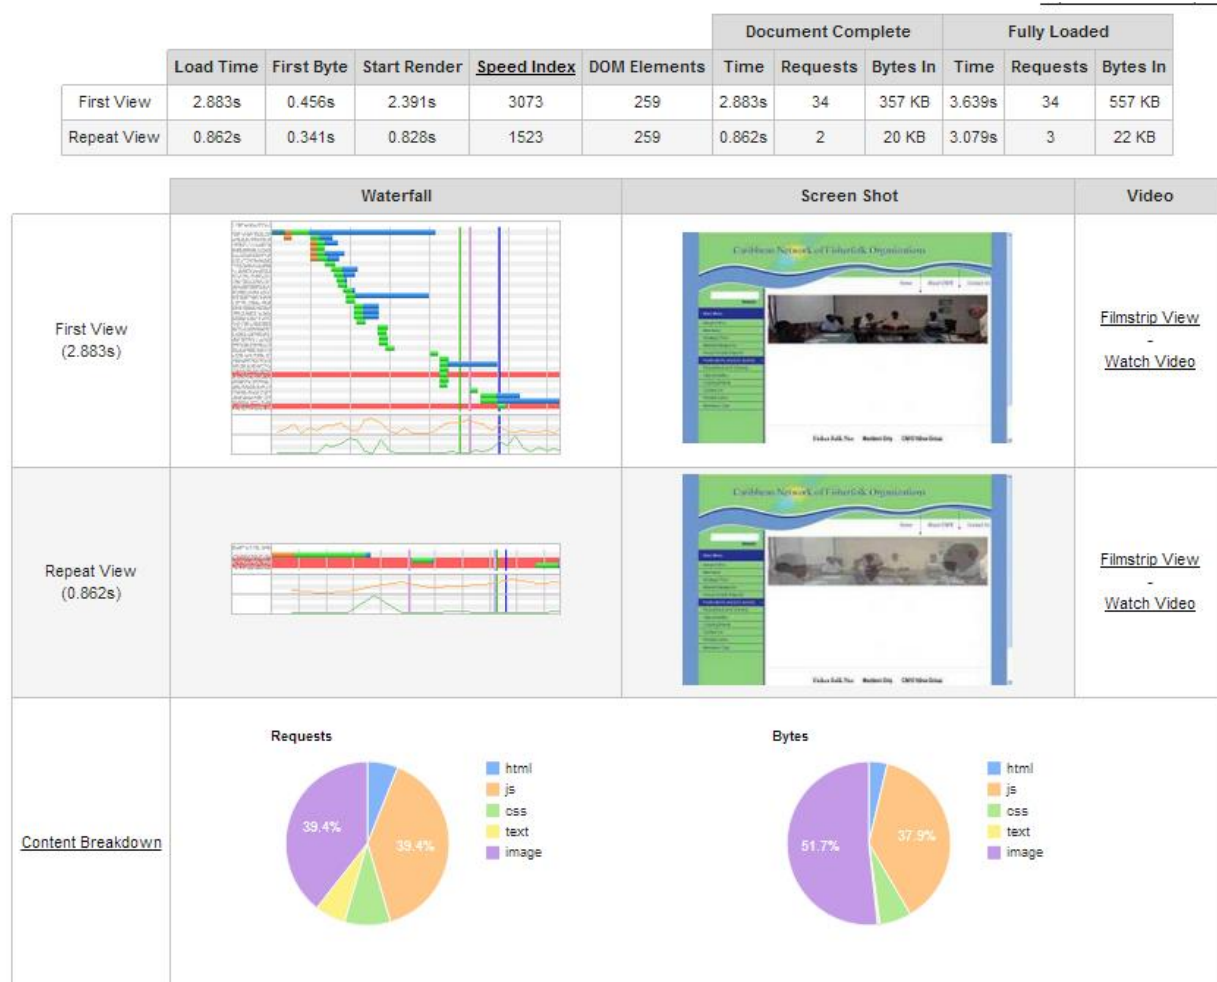 Document Complete Fully Loaded
Load Time First Byte Start Render Speed Index DOM Elements Time Requests Bytes In Time Requests Bytes In
First View 2.883s 0.456s 2.391s 3073 259 2.883s 34 357 KB 3.639s 34 557 KB
Repeat View 0.862s 0.341s 0.828s 1523 259 0.862s 2 20 KB 3.079s 3 22 KB
Waterfall Screen Shot Video
First View
(2.883s)
Caribbean Network of Fisherfolk Organizations
Filmstrip View
-
Watch Video
Repeat View
(0.862s)
Caribbean Network of Fisherfolk Organizations
Filmstrip View
-
Watch Video
Content Breakdown
Requests
39.4%
39.4%
html
js
css
text
image
Bytes
51.7%
37.9%
html
js
css
text
image